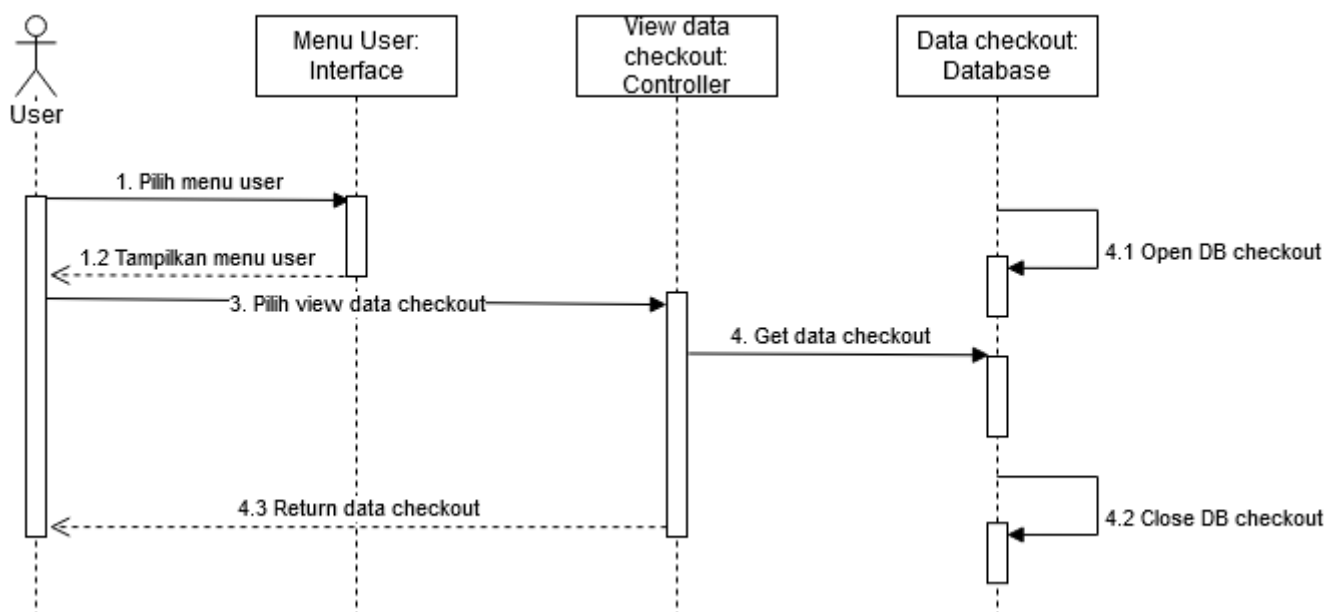 User
Menu User:
Interface
View data
checkout:
Controller
Data checkout:
Database
1. Pilih menu user
1.2 Tampilkan menu user
4.1 Open DB checkout
3. Pilih view data checkout
4. Get data checkout
4.3 Return data checkout
4.2 Close DB checkout